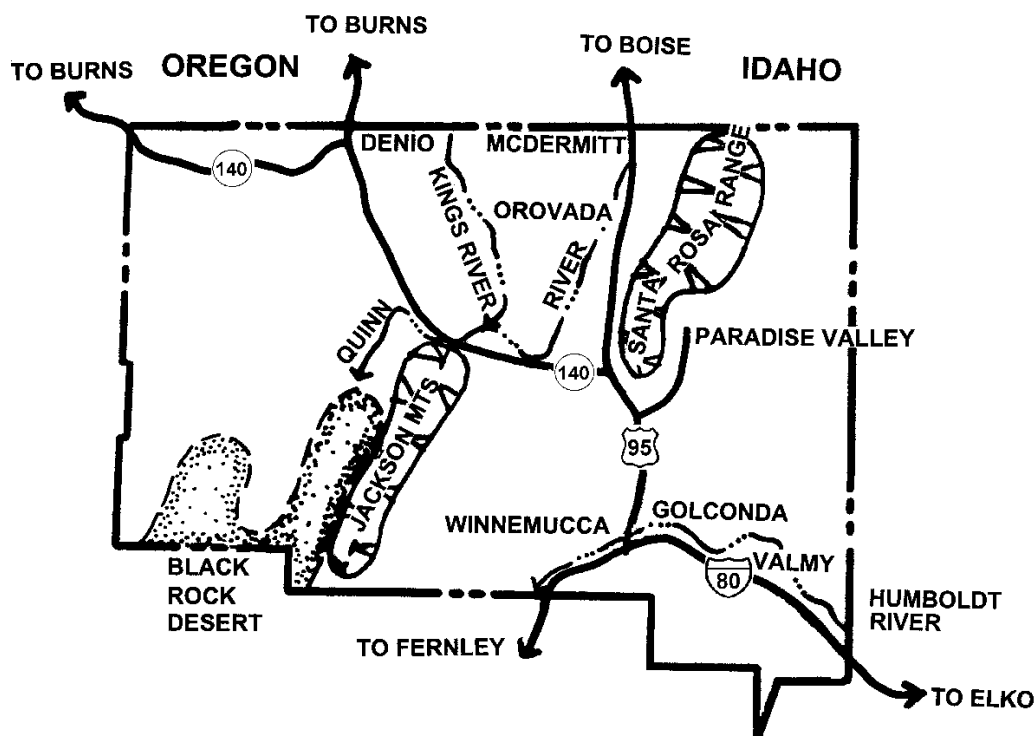 TO BURNS
TO BURNS
OREGON
TO BOISE
IDAHO
140
DENIO
MCDERMITT
KINGS RIVER
OROVADA
RIVER
SANTA ROSA RANGE
QUINN
140
PARADISE VALLEY
JACKSON MTS
95
WINNEMUCCA
GOLCONDA
VALMY
80
BLACK
ROCK
DESERT
HUMBOLDT
RIVER
TO FERNLEY
TO ELKO